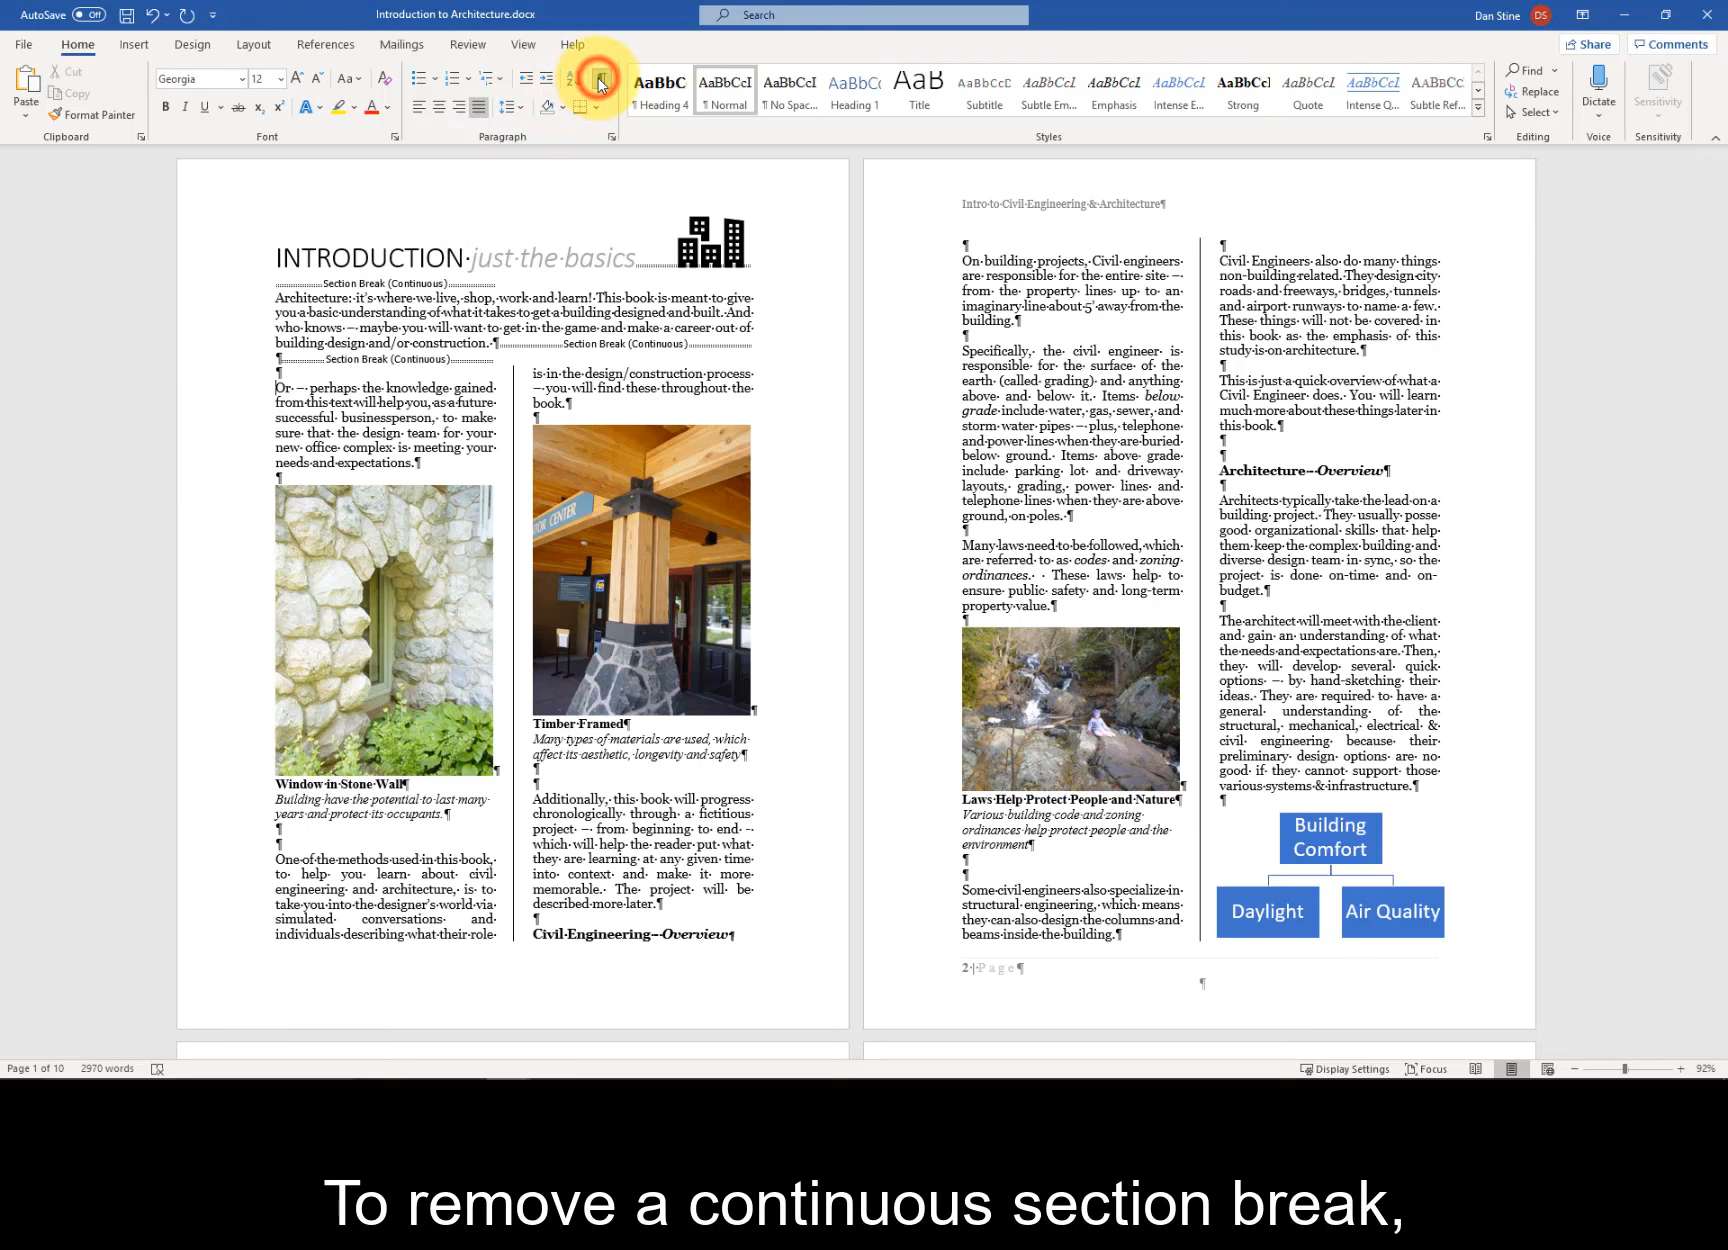 AutoSave Off
Introduction to Architecture.docx
Search
Dan Stine DS
File Home Insert Design Layout References Mailings Review View Help
Share Comments
Paste
Cut
Copy
Format Painter
Clipboard
Georgia 12
Font
Paragraph
AaBbC AaBbCcI AaBbCcI AaBbCc AaB AaBbCcD AaBbCcI AaBbCcI AaBbCcI AaBbCcI AaBbCcI AaBbCcI AaBbCc
Heading 4 ¶ Normal ¶ No Spac... Heading 1 Title Subtitle Subtle Em... Emphasis Intense E... Strong Quote Intense Q... Subtle Ref...
Styles
Find
Replace
Select
Editing
Dictate
Voice
Sensitivity
Sensitivity
INTRODUCTION·just·the·basics
Section Break (Continuous)
Architecture:·it's·where·we·live,·shop,·work·and·learn!·This·book·is·meant·to·give·
you·a·basic·understanding·of·what·it·takes·to·get·a·building·designed·and·built.·And·
who·knows·–·maybe·you·will·want·to·get·in·the·game·and·make·a·career·out·of·
building·design·and/or·construction.·¶ Section Break (Continuous)
¶ Section Break (Continuous)
¶
Or·–·perhaps·the·knowledge·gained·
from·this·text·will·help·you,·as·a·future·
successful·businessperson,·to·make·
sure·that·the·design·team·for·your·
new·office·complex·is·meeting·your·
needs·and·expectations.¶
¶
¶
Window·in·Stone·Wall¶
Building·have·the·potential·to·last·many·
years·and·protect·its·occupants.¶
¶
¶
One·of·the·methods·used·in·this·book,·
to·help·you·learn·about·civil·
engineering·and·architecture,·is·to·
take·you·into·the·designer's·world·via·
simulated·conversations·and·
individuals·describing·what·their·role·
is·in·the·design/construction·process·
–·you·will·find·these·throughout·the·
book.¶
¶
¶
Timber·Framed¶
Many·types·of·materials·are·used,·which·
affect·its·aesthetic,·longevity·and·safety¶
¶
¶
Additionally,·this·book·will·progress·
chronologically·through·a·fictitious·
project·–·from·beginning·to·end·-·
which·will·help·the·reader·put·what·
they·are·learning·at·any·given·time·
into·context·and·make·it·more·
memorable.·The·project·will·be·
described·more·later.¶
¶
Civil·Engineering·-·Overview¶
Intro·to·Civil·Engineering·&·Architecture¶
¶
On·building·projects,·Civil·engineers·
are·responsible·for·the·entire·site·–·
from·the·property·lines·up·to·an·
imaginary·line·about·5'·away·from·the·
building.¶
¶
Specifically,·the·civil·engineer·is·
responsible·for·the·surface·of·the·
earth·(called·grading)·and·anything·
above·and·below·it.·Items·below·
grade·include·water,·gas,·sewer,·and·
storm·water·pipes·–·plus,·telephone·
and·power·lines·when·they·are·buried·
below·ground.·Items·above·grade·
include·parking·lot·and·driveway·
layouts,·grading,·power·lines·and·
telephone·lines·when·they·are·above·
ground,·on·poles.·¶
¶
Many·laws·need·to·be·followed,·which·
are·referred·to·as·codes·and·zoning·
ordinances.··These·laws·help·to·
ensure·public·safety·and·long-term·
property·value.¶
¶
¶
Laws·Help·Protect·People·and·Nature¶
Various·building·code·and·zoning·
ordinances·help·protect·people·and·the·
environment¶
¶
¶
Some·civil·engineers·also·specialize·in·
structural·engineering,·which·means·
they·can·also·design·the·columns·and·
beams·inside·the·building.¶
¶
Civil·Engineers·also·do·many·things·
non-building·related.·They·design·city·
roads·and·freeways,·bridges,·tunnels·
and·airport·runways·to·name·a·few.·
These·things·will·not·be·covered·in·
this·book·as·the·emphasis·of·this·
study·is·on·architecture.¶
¶
This·is·just·a·quick·overview·of·what·a·
Civil·Engineer·does.·You·will·learn·
much·more·about·these·things·later·in·
this·book.¶
¶
¶
Architecture·-·Overview¶
¶
Architects·typically·take·the·lead·on·a·
building·project.·They·usually·posse
good·organizational·skills·that·help·
them·keep·the·complex·building·and·
diverse·design·team·in·sync,·so·the·
project·is·done·on-time·and·on-
budget.¶
¶
The·architect·will·meet·with·the·client·
and·gain·an·understanding·of·what·
the·needs·and·expectations·are.·Then,·
they·will·develop·several·quick·
options·–·by·hand-sketching·their·
ideas.·They·are·required·to·have·a·
general·understanding·of·the·
structural,·mechanical,·electrical·&·
civil·engineering·because·their·
preliminary·design·options·are·no·
good·if·they·cannot·support·those·
various·systems·&·infrastructure.¶
¶
Building
Comfort
Daylight Air Quality
2·|·Page¶
¶
Page 1 of 10 2970 words
Display Settings Focus 92%
To remove a continuous section break,